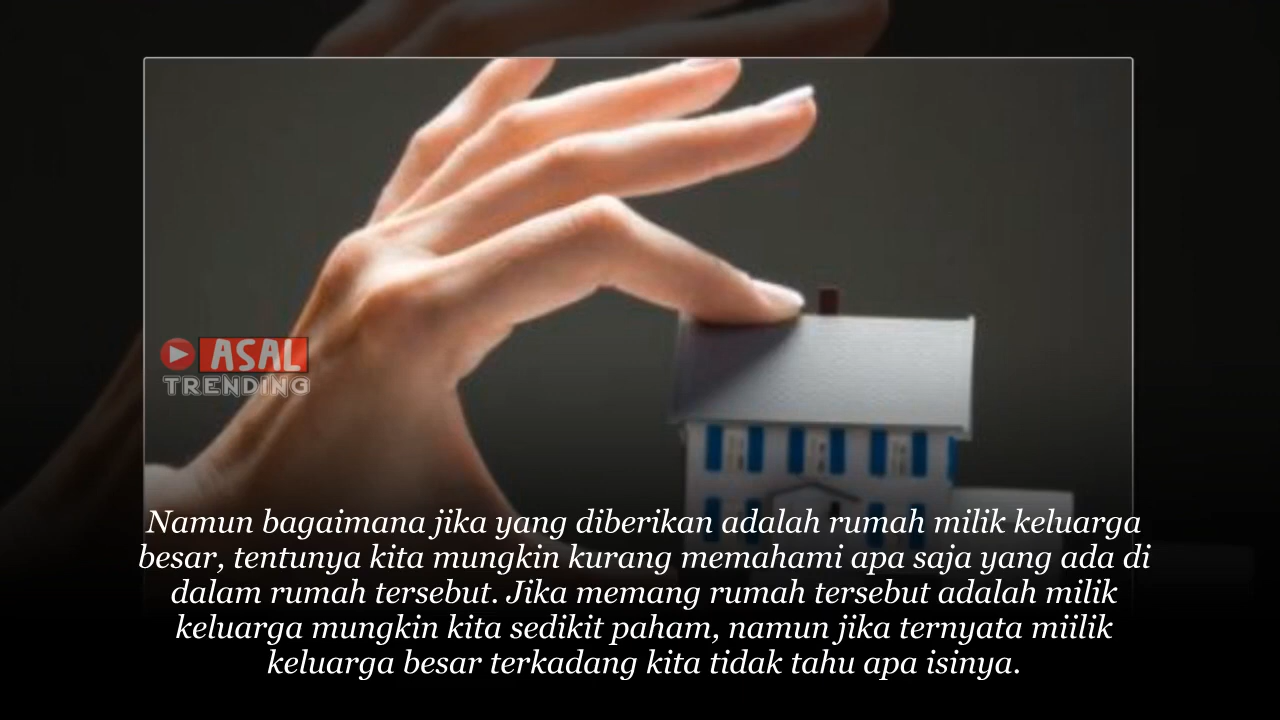 ASAL
TRENDING
Namun bagaimana jika yang diberikan adalah rumah milik keluarga
besar, tentunya kita mungkin kurang memahami apa saja yang ada di
dalam rumah tersebut. Jika memang rumah tersebut adalah milik
keluarga mungkin kita sedikit paham, namun jika ternyata miilik
keluarga besar terkadang kita tidak tahu apa isinya.